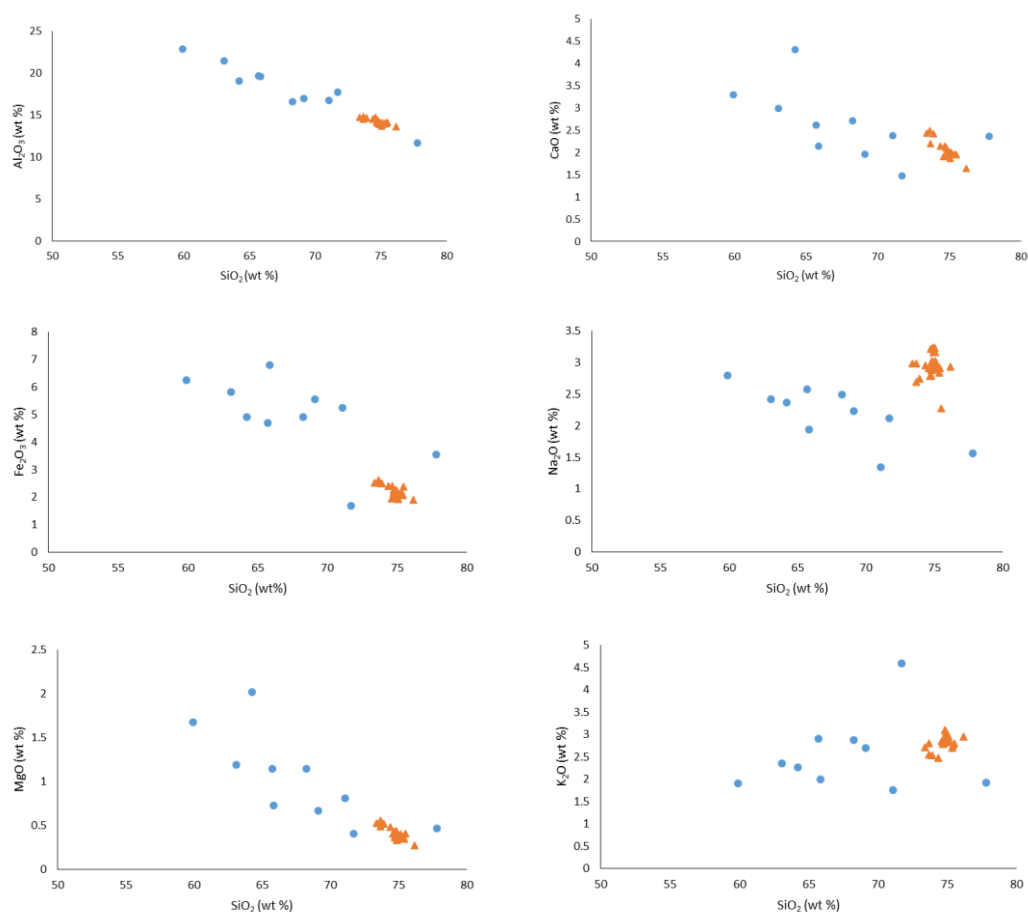 25
20
15
10
5
0
50 55 60 65 70 75 80
Al₂O₃ (wt %)
SiO₂ (wt %)
5
4.5
4
3.5
3
2.5
2
1.5
1
0.5
0
50 55 60 65 70 75 80
CaO (wt %)
SiO₂ (wt %)
8
7
6
5
4
3
2
1
0
50 55 60 65 70 75 80
Fe₂O₃ (wt %)
SiO₂ (wt%)
3.5
3
2.5
2
1.5
1
0.5
0
50 55 60 65 70 75 80
Na₂O (wt %)
SiO₂ (wt %)
2.5
2
1.5
1
0.5
0
50 55 60 65 70 75 80
MgO (wt %)
SiO₂ (wt %)
5
4.5
4
3.5
3
2.5
2
1.5
1
0.5
0
50 55 60 65 70 75 80
K₂O (wt %)
SiO₂ (wt %)